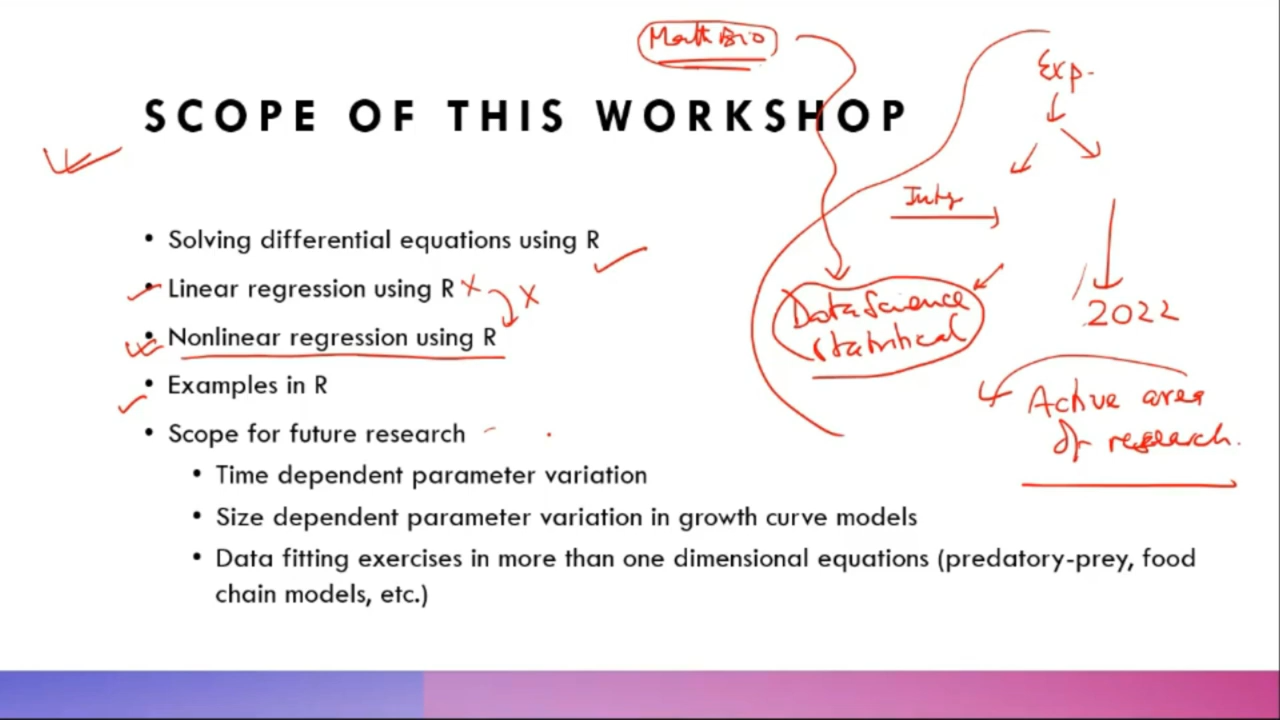 Math Bio
Exp.
SCOPE OF THIS WORKSHOP
• Solving differential equations using R
• Linear regression using R
• Nonlinear regression using R
• Examples in R
• Scope for future research
• Time dependent parameter variation
• Size dependent parameter variation in growth curve models
• Data fitting exercises in more than one dimensional equations (predatory-prey, food
chain models, etc.)
Data Science
Statistical
2022
Active area
of research.